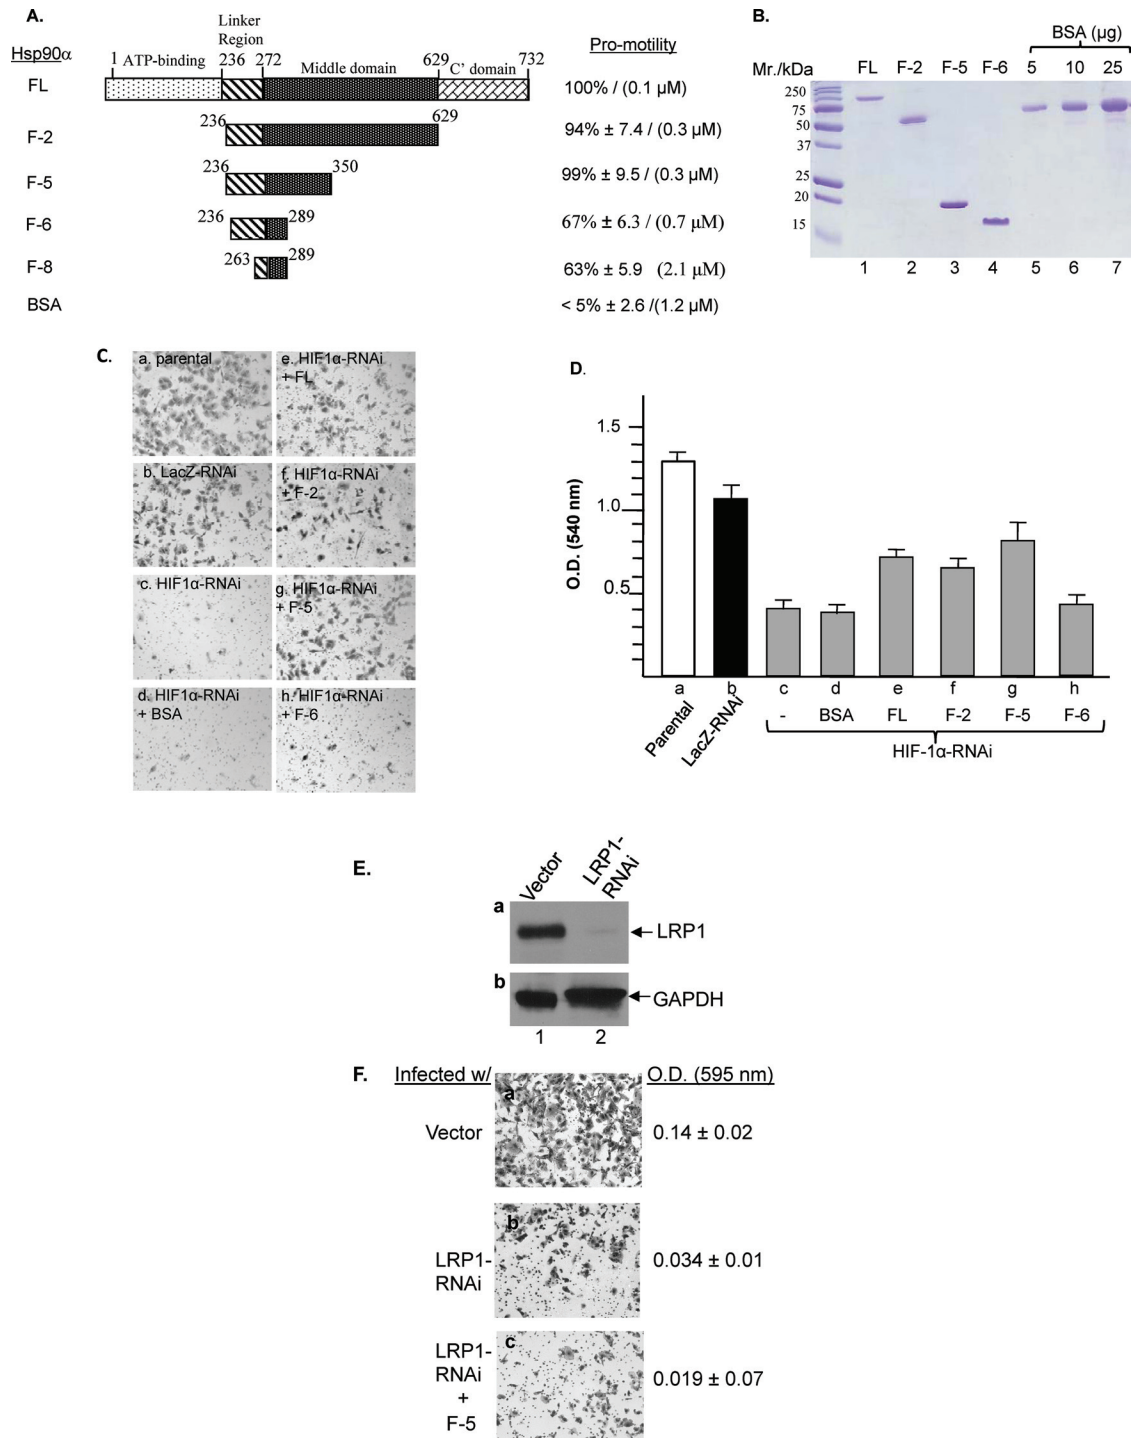 A.
Hsp90α
Linker
Region
1 ATP-binding 236 272 Middle domain 629 C' domain 732
Pro-motility
FL
100% / (0.1 µM)
F-2
236 629
94% ± 7.4 / (0.3 µM)
F-5
236 350
99% ± 9.5 / (0.3 µM)
F-6
236 289
67% ± 6.3 / (0.7 µM)
F-8
263 289
63% ± 5.9 (2.1 µM)
BSA
< 5% ± 2.6 /(1.2 µM)
B.
BSA (µg)
Mr./kDa FL F-2 F-5 F-6 5 10 25
250
75
50
37
25
20
15
1 2 3 4 5 6 7
C.
a. parental
b. LacZ-RNAi
c. HIF1α-RNAi
d. HIF1α-RNAi
+ BSA
e. HIF1α-RNAi
+ FL
f. HIF1α-RNAi
+ F-2
g. HIF1α-RNAi
+ F-5
h. HIF1α-RNAi
+ F-6
D.
O.D. (540 nm)
1.5
1.0
0.5
a b c d e f g h
Parental
LacZ-RNAi
- BSA FL F-2 F-5 F-6
HIF-1α-RNAi
E.
Vector
LRP1-
RNAi
a
LRP1
b
GAPDH
1 2
F.
Infected w/
O.D. (595 nm)
a
Vector
0.14 ± 0.02
b
LRP1-
RNAi
0.034 ± 0.01
c
LRP1-
RNAi
+
F-5
0.019 ± 0.07